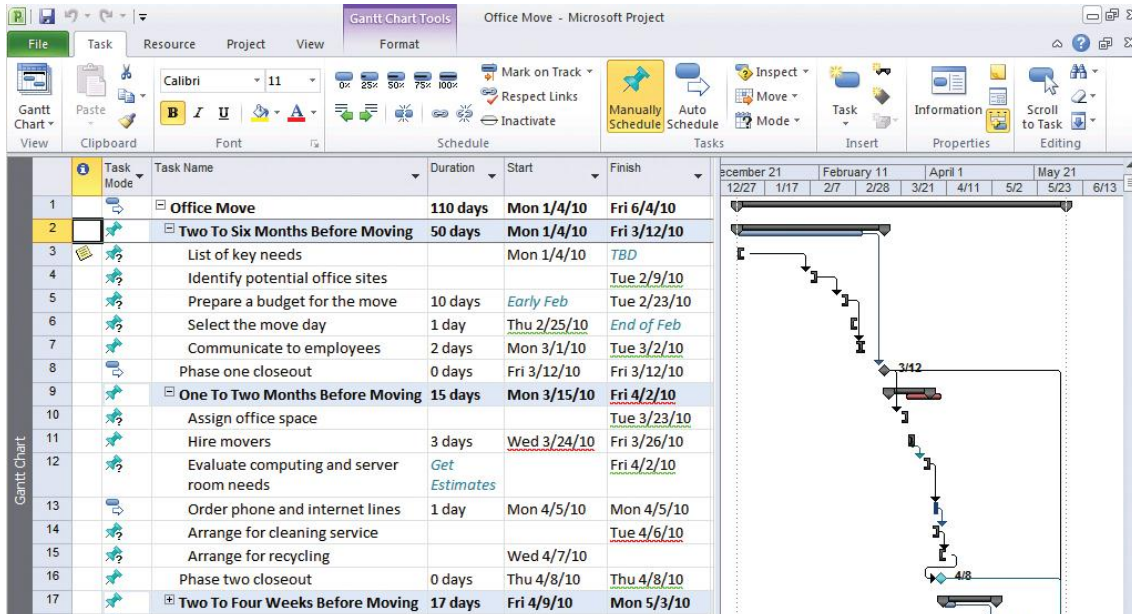 Gantt Chart Tools
Office Move - Microsoft Project
File Task Resource Project View Format
Gantt Chart
View
Paste
Clipboard
Calibri 11
B I U A
Font
0% 25% 50% 75% 100%
Mark on Track
Respect Links
Inactivate
Schedule
Manually Schedule
Auto Schedule
Inspect
Move
Mode
Tasks
Task
Insert
Information
Properties
Scroll to Task
Editing
Task Mode Task Name Duration Start Finish
ecember 21 February 11 April 1 May 21
12/27 1/17 2/7 2/28 3/21 4/11 5/2 5/23 6/13
1 Office Move 110 days Mon 1/4/10 Fri 6/4/10
2 Two To Six Months Before Moving 50 days Mon 1/4/10 Fri 3/12/10
3 List of key needs Mon 1/4/10 TBD
4 Identify potential office sites Tue 2/9/10
5 Prepare a budget for the move 10 days Early Feb Tue 2/23/10
6 Select the move day 1 day Thu 2/25/10 End of Feb
7 Communicate to employees 2 days Mon 3/1/10 Tue 3/2/10
8 Phase one closeout 0 days Fri 3/12/10 Fri 3/12/10 3/12
9 One To Two Months Before Moving 15 days Mon 3/15/10 Fri 4/2/10
10 Assign office space Tue 3/23/10
11 Hire movers 3 days Wed 3/24/10 Fri 3/26/10
12 Evaluate computing and server Get Fri 4/2/10
room needs Estimates
13 Order phone and internet lines 1 day Mon 4/5/10 Mon 4/5/10
14 Arrange for cleaning service Tue 4/6/10
15 Arrange for recycling Wed 4/7/10
16 Phase two closeout 0 days Thu 4/8/10 Thu 4/8/10 4/8
17 Two To Four Weeks Before Moving 17 days Fri 4/9/10 Mon 5/3/10
Gantt Chart